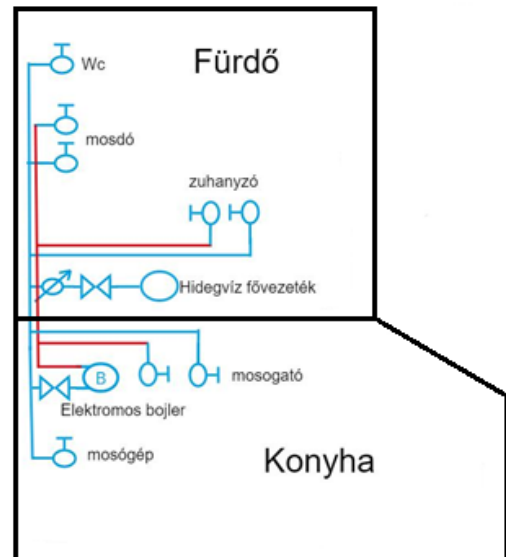 Wc
Fürdő
mosdó
zuhanyzó
Hidegvíz fővezeték
B
mosogató
Elektromos bojler
mosógép
Konyha